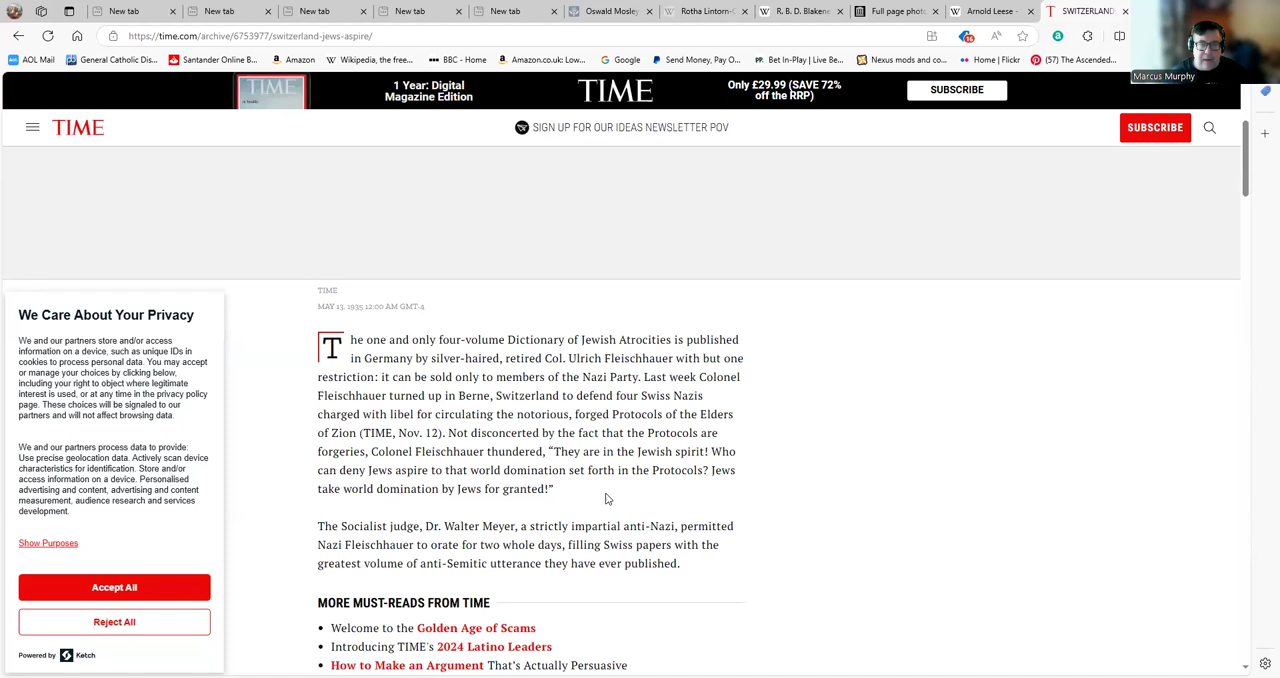 New tab
New tab
New tab
New tab
New tab
Oswald Mosley
Rotha Lintorn-
R. B. D. Blakene
Full page phot
Arnold Leese -
SWITZERLAND
https://time.com/archive/6753977/switzerland-jews-aspire/
16
AOL Mail
General Catholic Dis...
Santander Online B...
Amazon
Wikipedia, the free...
BBC - Home
Amazon.co.uk: Low...
Google
Send Money, Pay O...
Bet In-Play | Live Be...
Nexus mods and co...
Home | Flickr
(57) The Ascended...
Marcus Murphy
TIME
1 Year: Digital
Magazine Edition
TIME
Only £29.99 (SAVE 72%
off the RRP)
SUBSCRIBE
TIME
SIGN UP FOR OUR IDEAS NEWSLETTER POV
SUBSCRIBE
TIME
MAY 13, 1935 12:00 AM GMT-4
The one and only four-volume Dictionary of Jewish Atrocities is published
in Germany by silver-haired, retired Col. Ulrich Fleischhauer with but one
restriction: it can be sold only to members of the Nazi Party. Last week Colonel
Fleischhauer turned up in Berne, Switzerland to defend four Swiss Nazis
charged with libel for circulating the notorious, forged Protocols of the Elders
of Zion (TIME, Nov. 12). Not disconcerted by the fact that the Protocols are
forgeries, Colonel Fleischhauer thundered, “They are in the Jewish spirit! Who
can deny Jews aspire to that world domination set forth in the Protocols? Jews
take world domination by Jews for granted!”
The Socialist judge, Dr. Walter Meyer, a strictly impartial anti-Nazi, permitted
Nazi Fleischhauer to orate for two whole days, filling Swiss papers with the
greatest volume of anti-Semitic utterance they have ever published.
MORE MUST-READS FROM TIME
Welcome to the Golden Age of Scams
Introducing TIME's 2024 Latino Leaders
How to Make an Argument That’s Actually Persuasive
We Care About Your Privacy
We and our partners store and/or access
information on a device, such as unique IDs in
cookies to process personal data. You may accept
or manage your choices by clicking below,
including your right to object where legitimate
interest is used, or at any time in the privacy policy
page. These choices will be signaled to our
partners and will not affect browsing data.
We and our partners process data to provide:
Use precise geolocation data. Actively scan device
characteristics for identification. Store and/or
access information on a device. Personalised
advertising and content, advertising and content
measurement, audience research and services
development.
Show Purposes
Accept All
Reject All
Powered by Ketch